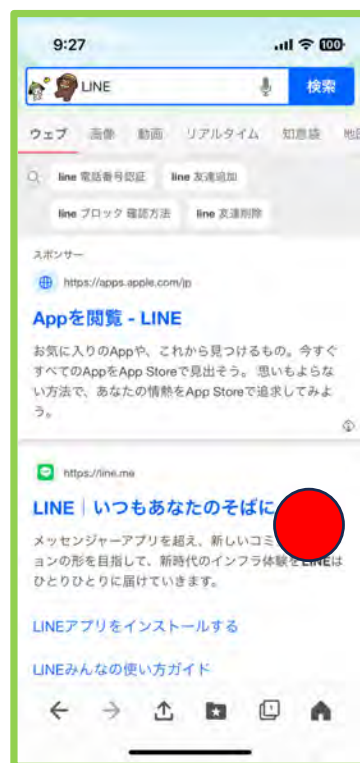 9:27
100
LINE
検索
ウェブ 画像 動画 リアルタイム 知恵袋 地図
line 電話番号認証 line 友達追加
line ブロック 確認方法 line 友達削除
スポンサー
https://apps.apple.com/jp
Appを閲覧 - LINE
お気に入りのAppや、これから見つけるもの。今すぐ
すべてのAppをApp Storeで見出そう。 思いもよらな
い方法で、あなたの情熱をApp Storeで追求してみよ
う。
https://line.me
LINE｜いつもあなたのそばに
メッセンジャーアプリを超え、新しいコミ
ョンの形を目指して、新時代のインフラ体験をLINEは
ひとりひとりに届けていきます。
LINEアプリをインストールする
LINEみんなの使い方ガイド
1